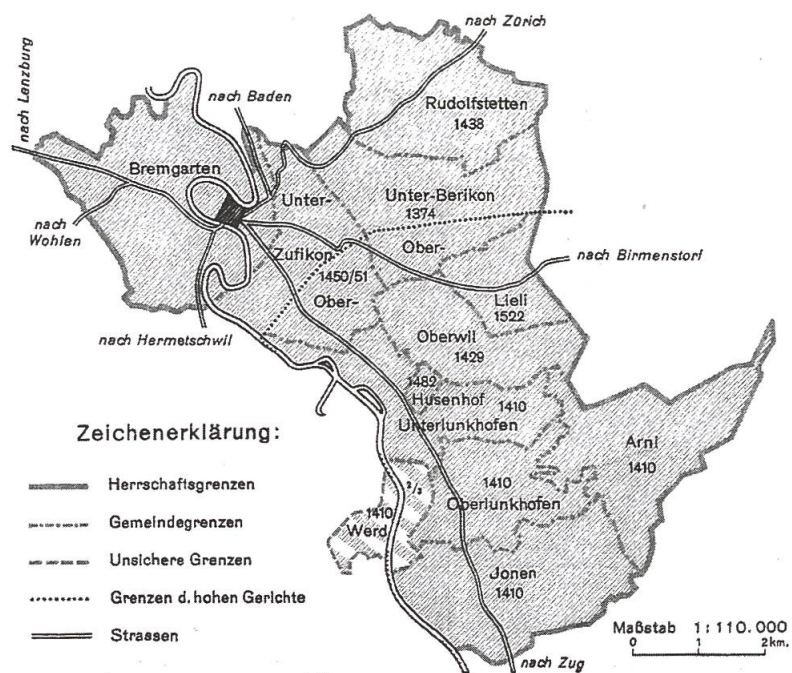 nach Zürich
nach Lenzburg
nach Baden
Rudolfstetten
1438
Bremgarten
Unter-
Unter-Berikon
1374
nach
Wohlen
Ober-
Zufikon
1450/51
nach Birmenstorf
Ober-
Lieli
1522
nach Hermetschwil
Oberwil
1429
1482
Husenhof
1410
Unterlunkhofen
Zeichenerklärung:
Arni
1410
Herrschaftsgrenzen
2/3
1410
1410
Oberlunkhofen
Gemeindegrenzen
Werd
Unsichere Grenzen
Jonen
1410
Grenzen d. hohen Gerichte
Strassen
Maßstab 1:110.000
0 1 2km.
nach Zug